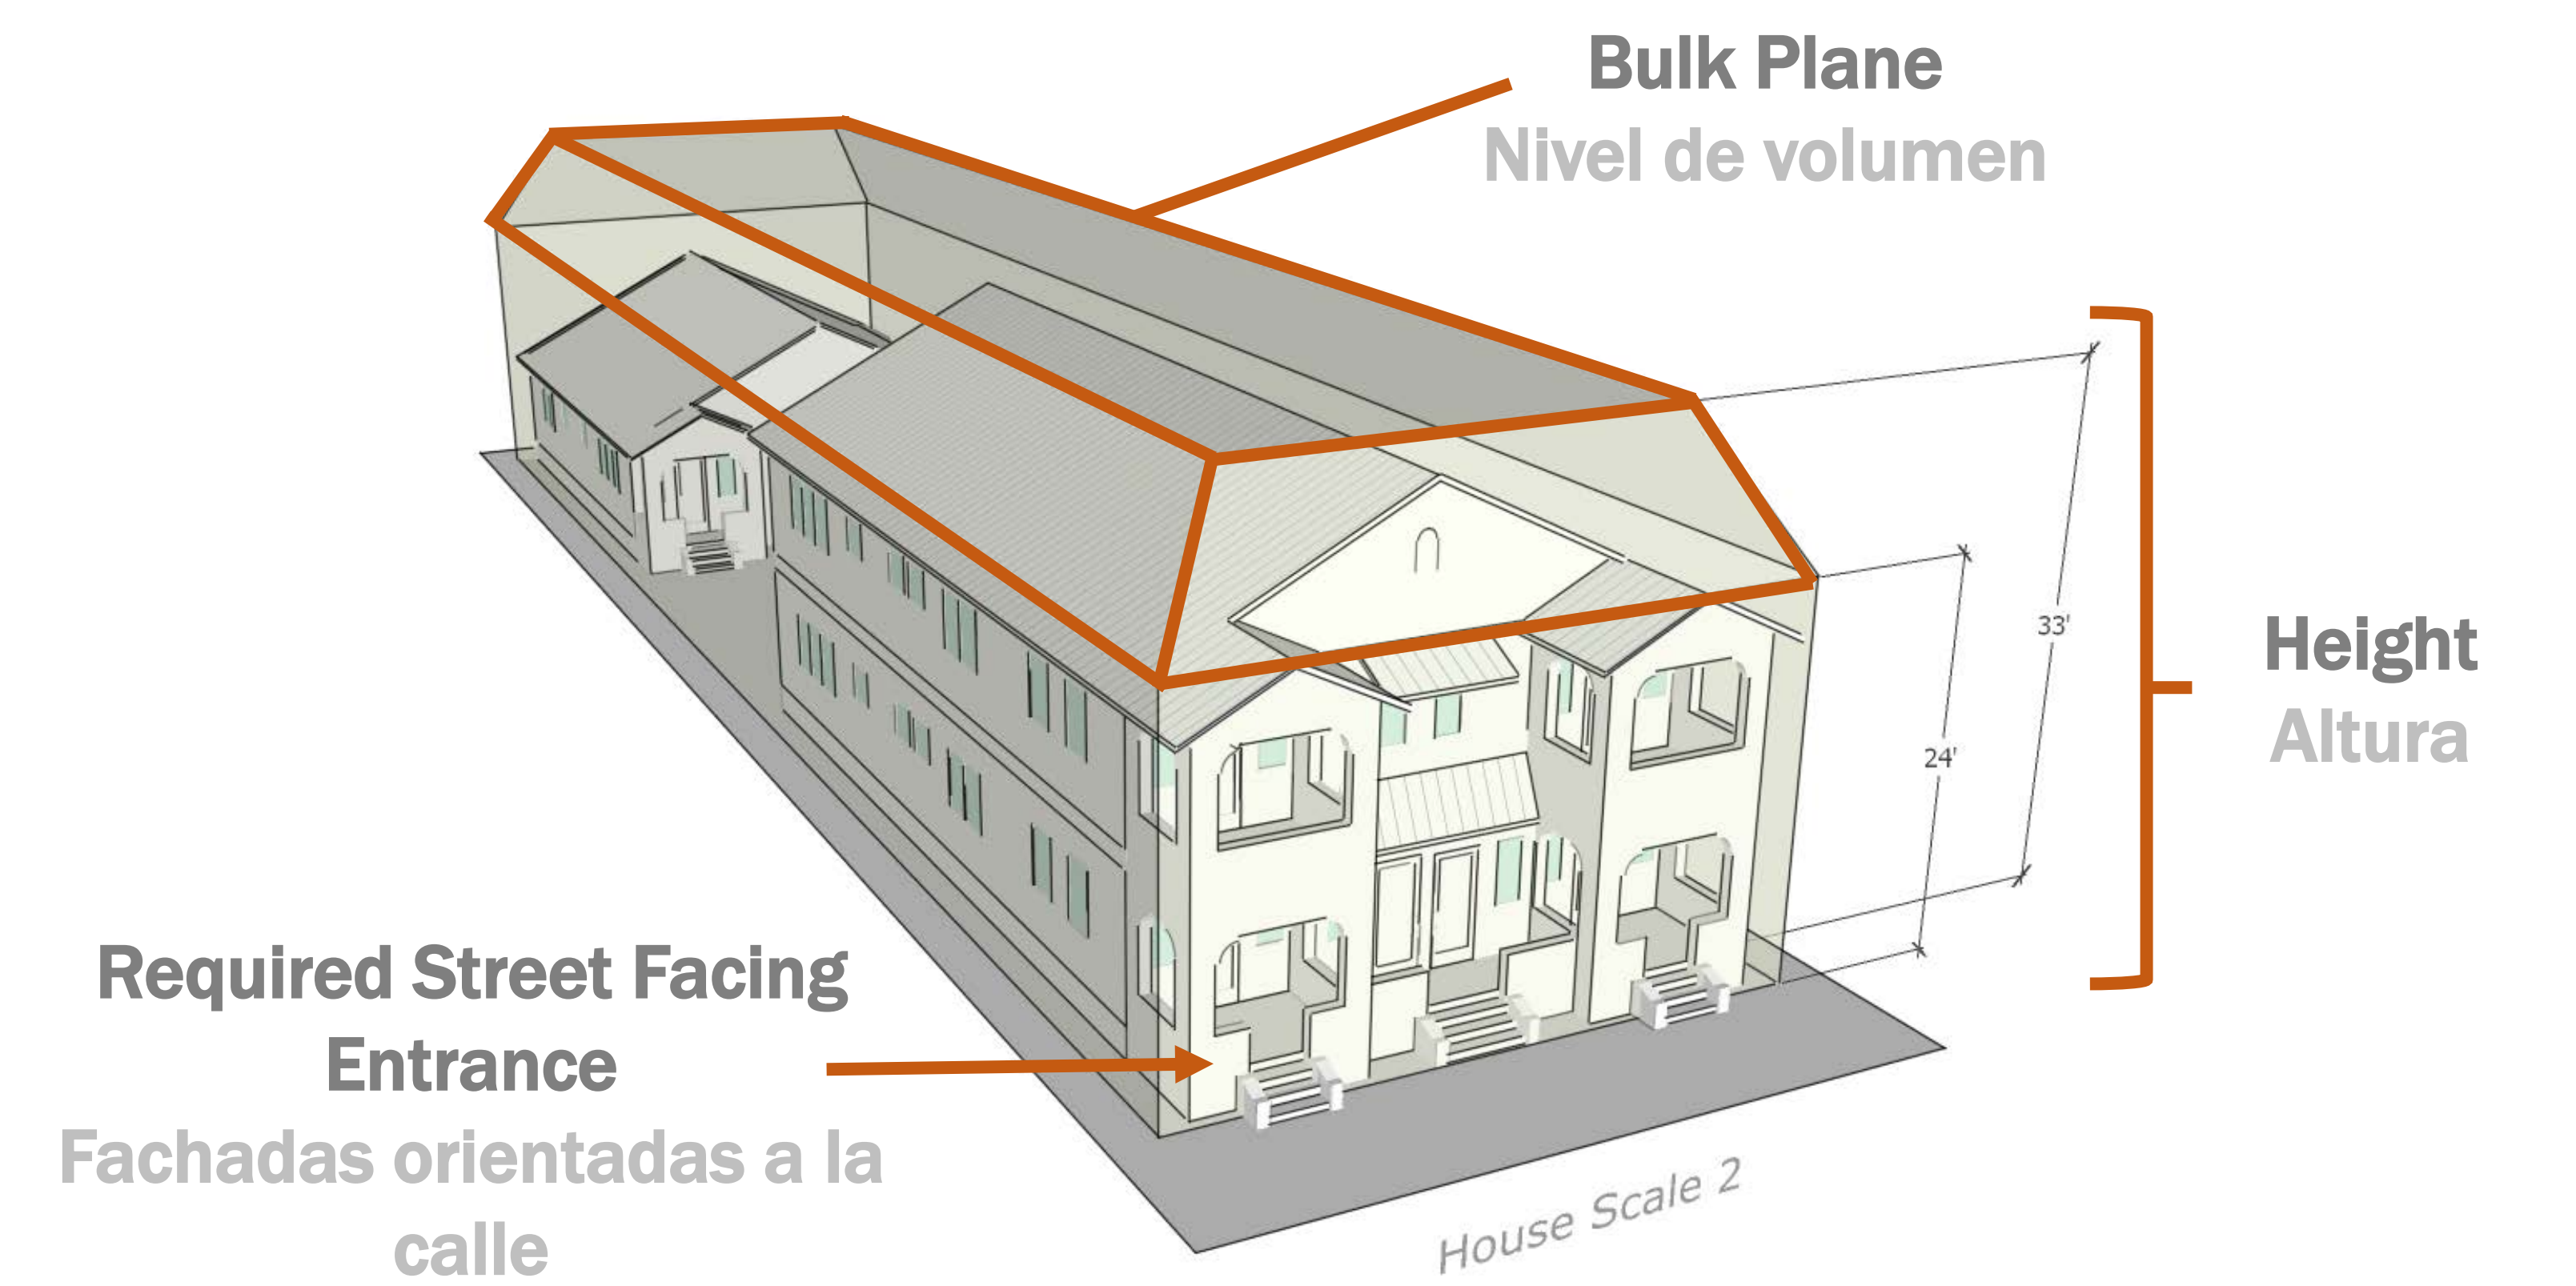 Bulk Plane
Nivel de volumen
33'
Height
Altura
24'
Required Street Facing
Entrance
Fachadas orientadas a la
calle
House Scale 2